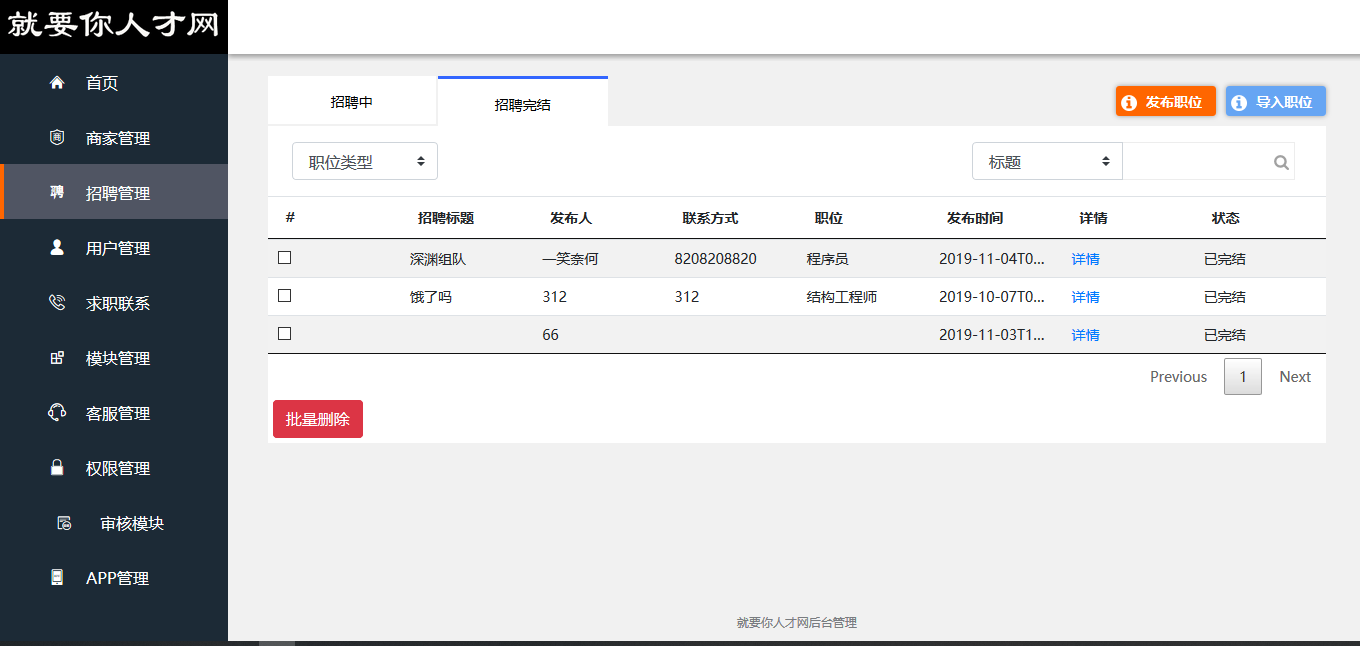 就要你人才网
首页
商家管理
招聘管理
用户管理
求职联系
模块管理
客服管理
权限管理
审核模块
APP管理
招聘中 招聘完结 发布职位 导入职位
职位类型 标题
# 招聘标题 发布人 联系方式 职位 发布时间 详情 状态
深渊组队 一笑奈何 8208208820 程序员 2019-11-04T0... 详情 已完结
饿了吗 312 312 结构工程师 2019-10-07T0... 详情 已完结
66 2019-11-03T1... 详情 已完结
Previous 1 Next
批量删除
就要你人才网后台管理